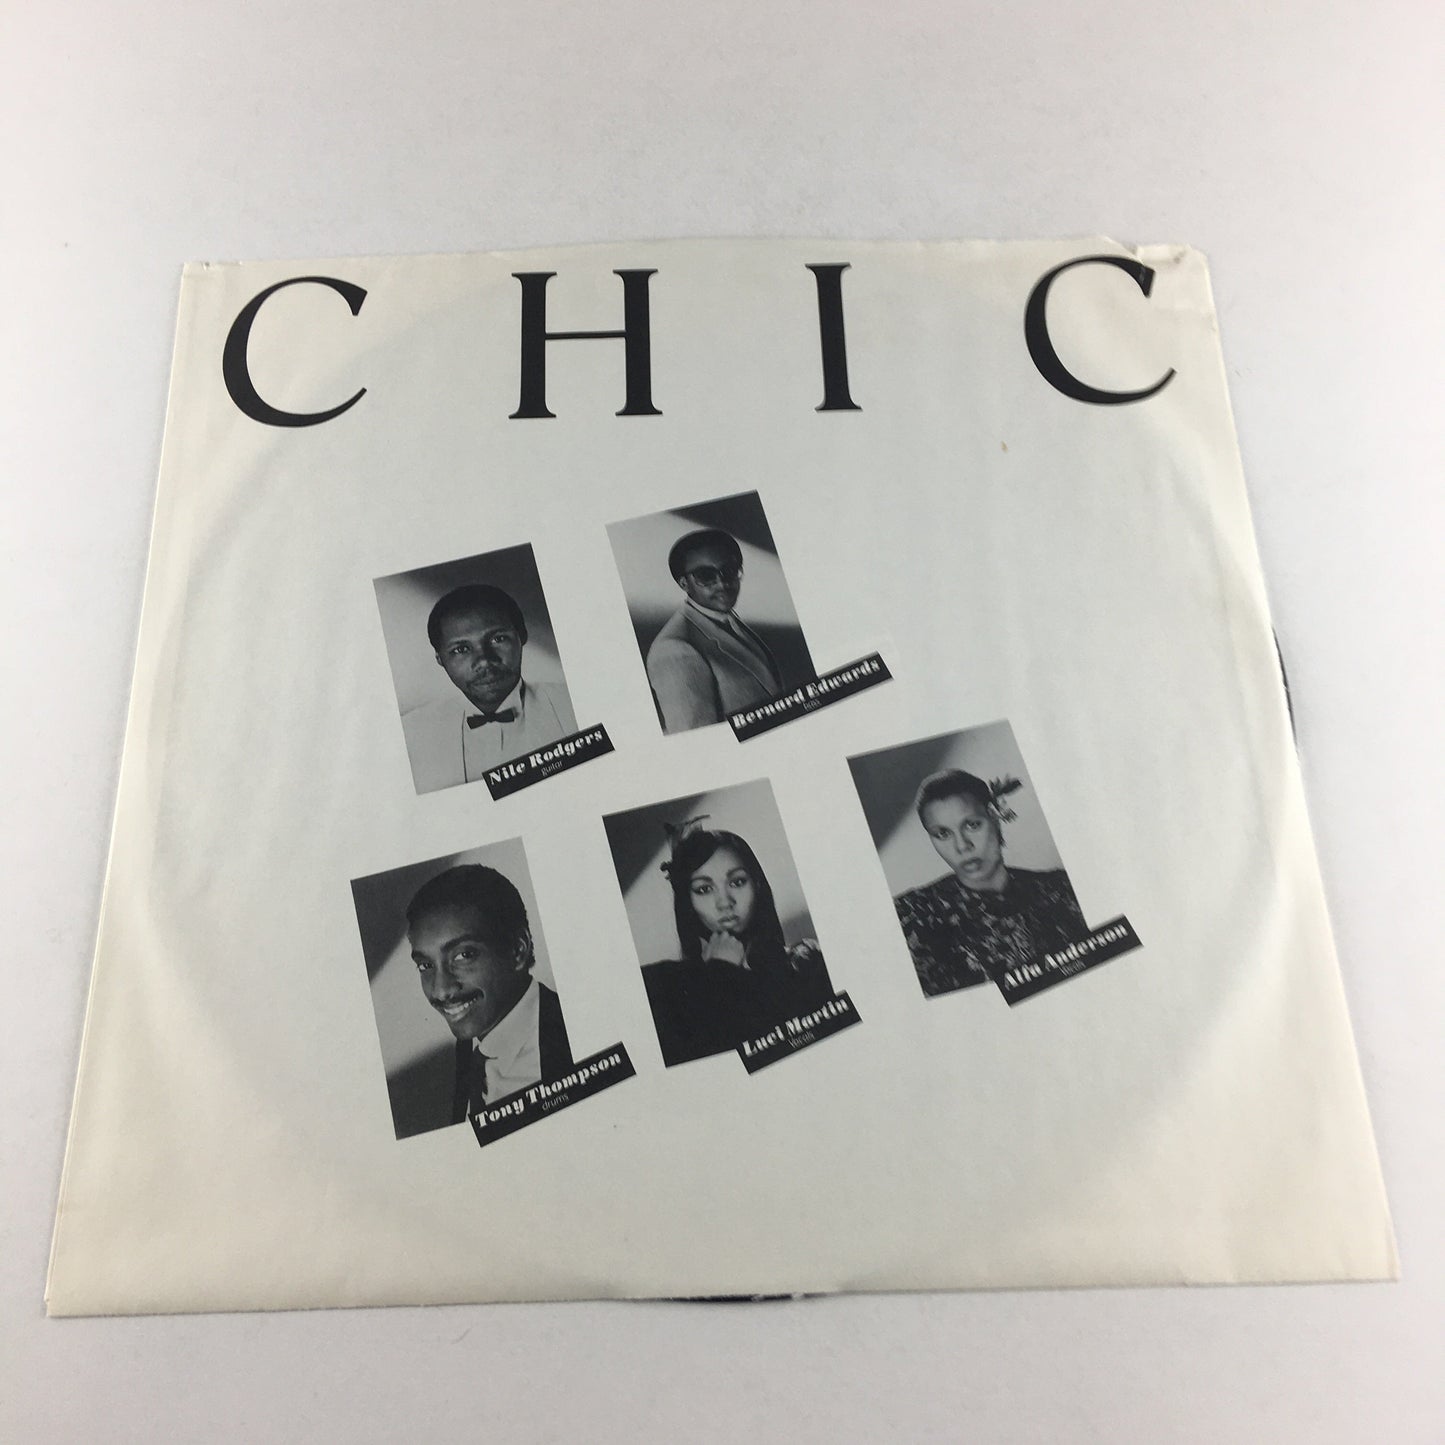 CHIC
Nile Rodgers
guitar
Bernard Edwards
bass
Tony Thompson
drums
Luci Martin
Vocals
Alfa Anderson
Vocals